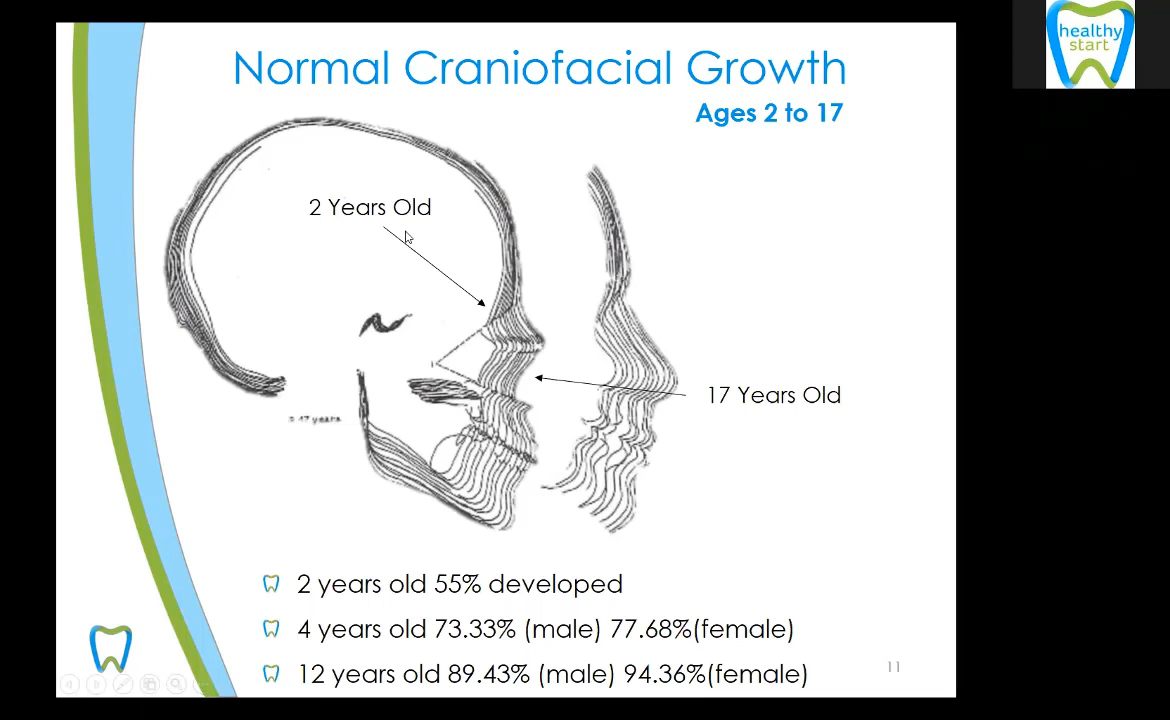 healthy
start
Normal Craniofacial Growth
Ages 2 to 17
2 Years Old
17 Years Old
17 years
2 years old 55% developed
4 years old 73.33% (male) 77.68%(female)
12 years old 89.43% (male) 94.36%(female)
11